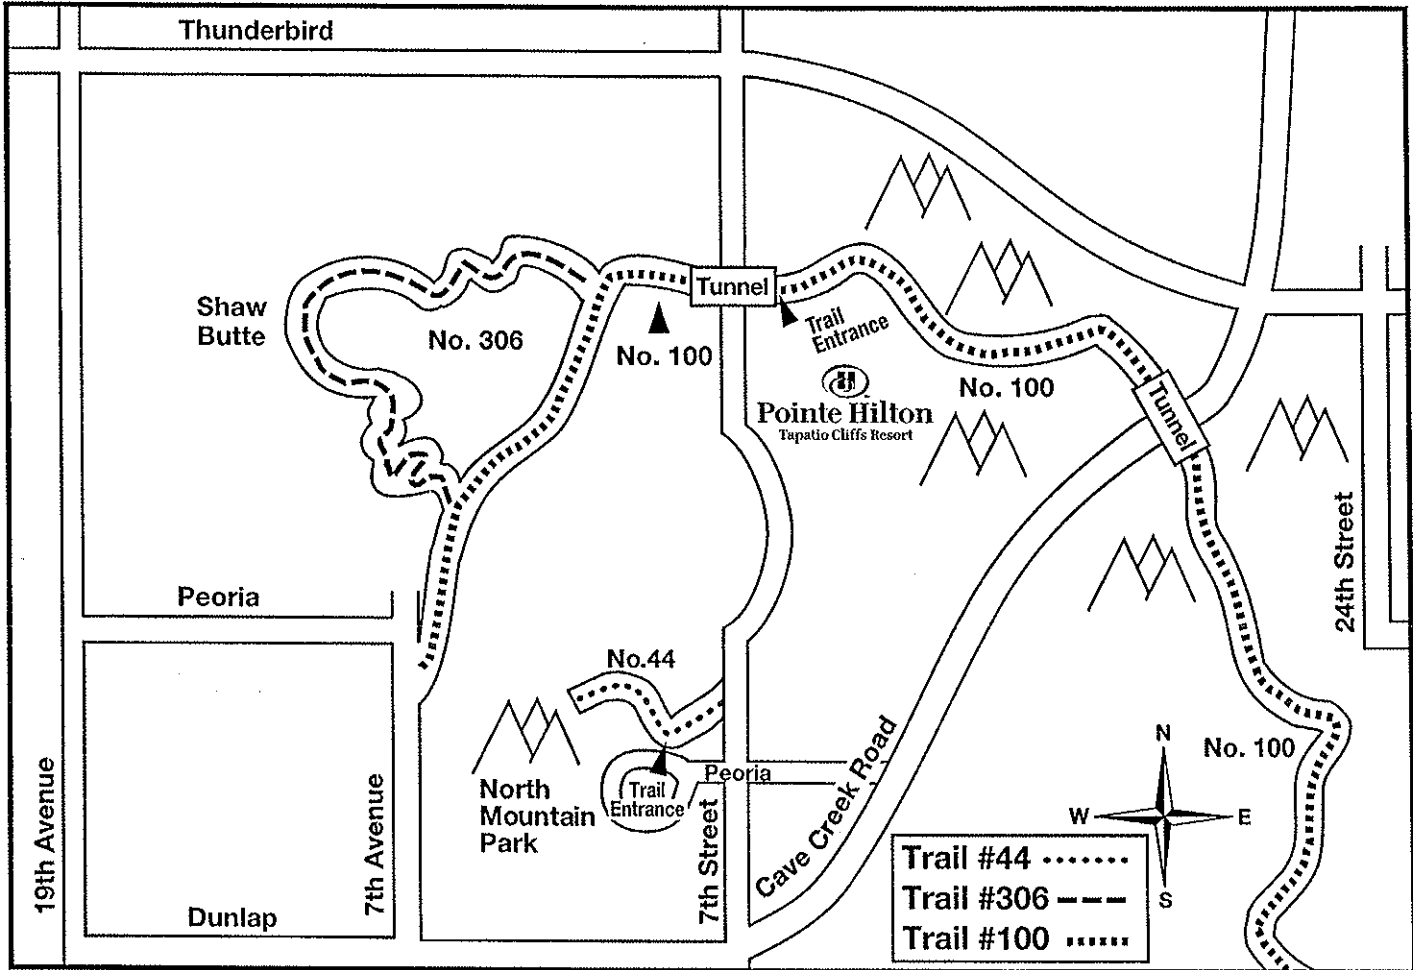 Thunderbird
Shaw
Butte
No. 306
No. 100
Tunnel
Trail
Entrance
Pointe Hilton
Tapatio Cliffs Resort
No. 100
Tunnel
24th Street
Peoria
No.44
North
Mountain
Park
Trail
Entrance
Peoria
Cave Creek Road
No. 100
N
W
E
S
19th Avenue
7th Avenue
7th Street
Dunlap
Trail #44
Trail #306
Trail #100